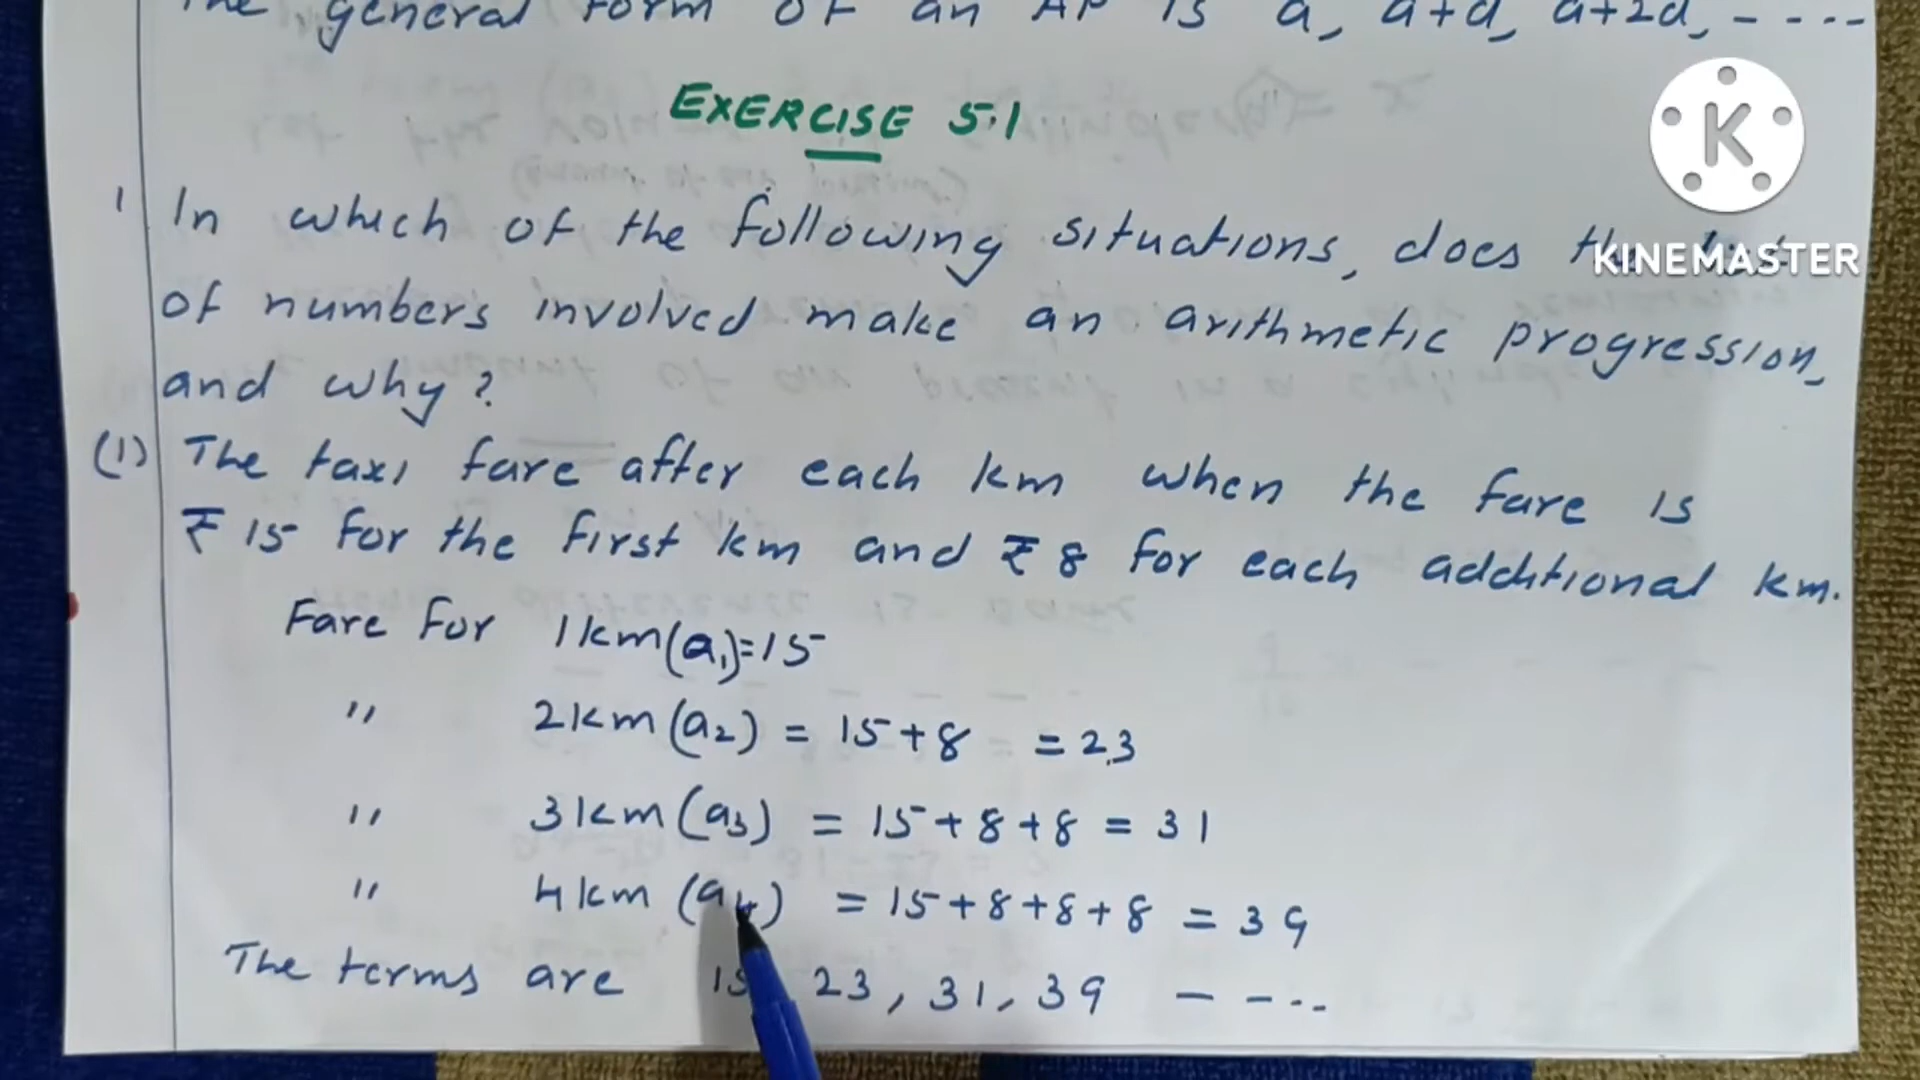 The general form of an AP is a, a+d, a+2d, - ----
EXERCISE 5.1
K
KINEMASTER
1 In which of the following situations, does the
of numbers involved make an arithmetic progression,
and why?
(1) The taxi fare after each km when the fare is
₹ 15 for the first km and ₹ 8 for each additional km.
Fare for 1km(a₁)=15
" 2km(a₂) = 15+8 = 23
" 3km(a₃) = 15+8+8 = 31
" 4km (a₄) = 15+8+8+8 = 39
The terms are 15 23, 31, 39 - - ...